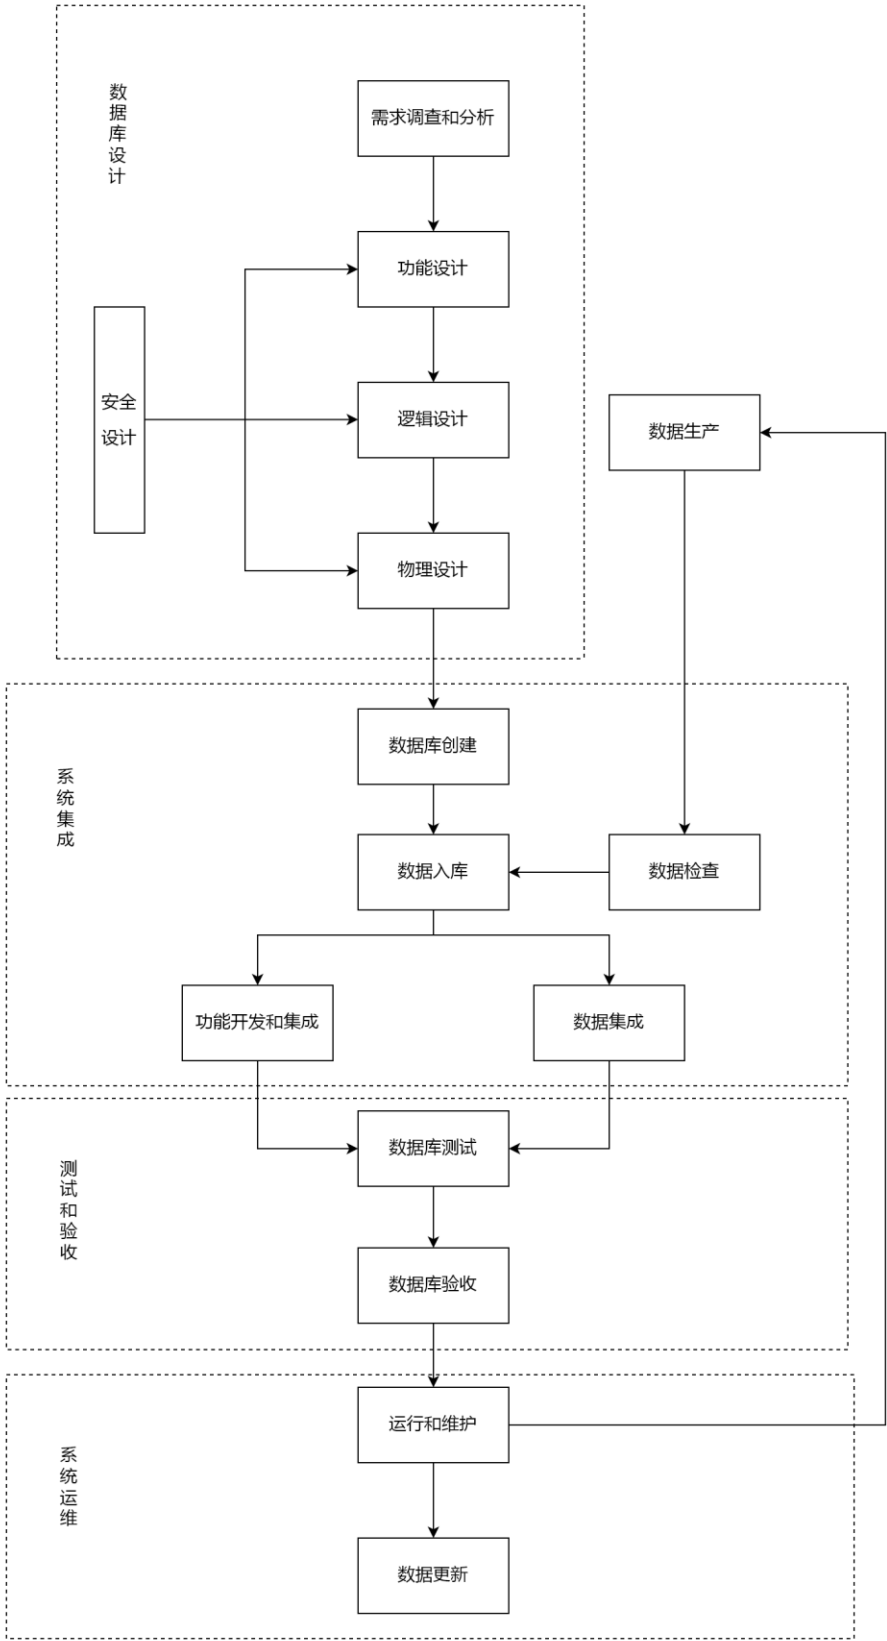 数据库设计
需求调查和分析
功能设计
安全
设计
逻辑设计
数据生产
物理设计
系统集成
数据库创建
数据入库
数据检查
功能开发和集成
数据集成
测试和验收
数据库测试
数据库验收
系统运维
运行和维护
数据更新